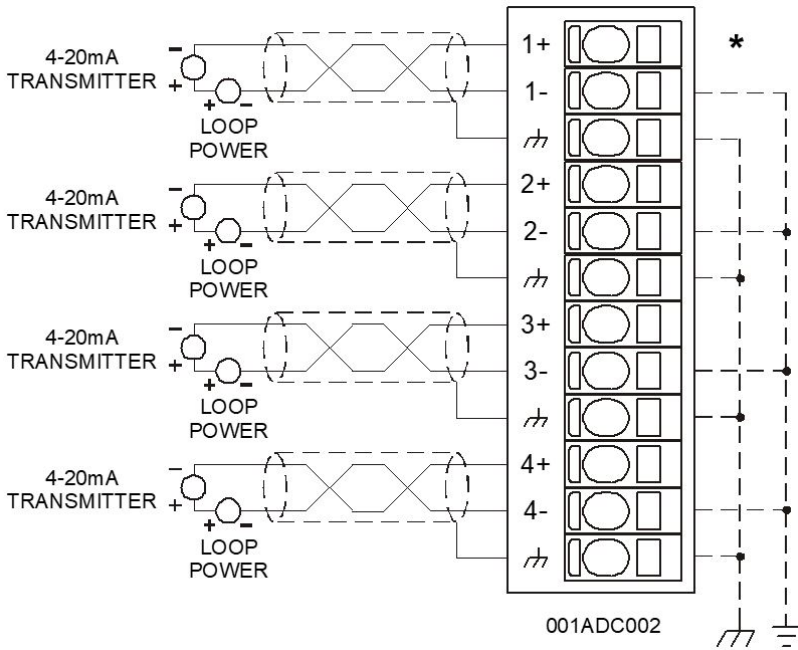 4-20mA
TRANSMITTER
-
+
+ -
LOOP
POWER
1+
1-
*
4-20mA
TRANSMITTER
-
+
+ -
LOOP
POWER
2+
2-
4-20mA
TRANSMITTER
-
+
+ -
LOOP
POWER
3+
3-
4-20mA
TRANSMITTER
-
+
+ -
LOOP
POWER
4+
4-
001ADC002